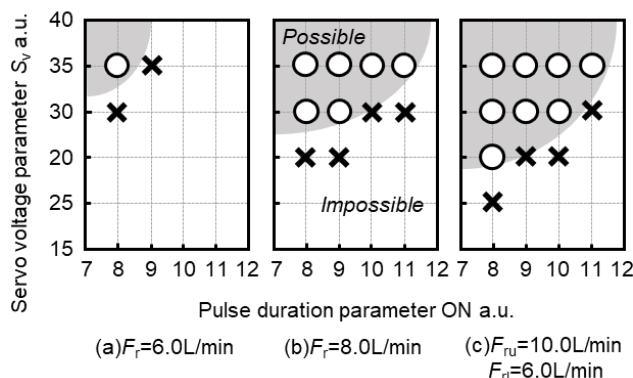 Servo voltage parameter Sv a.u.
40
35
30
20
25
15
Possible
Impossible
7 8 9 10 11 12
7 8 9 10 11 12
7 8 9 10 11 12
Pulse duration parameter ON a.u.
(a)Fr=6.0L/min
(b)Fr=8.0L/min
(c)Fru=10.0L/min
Frl=6.0L/min